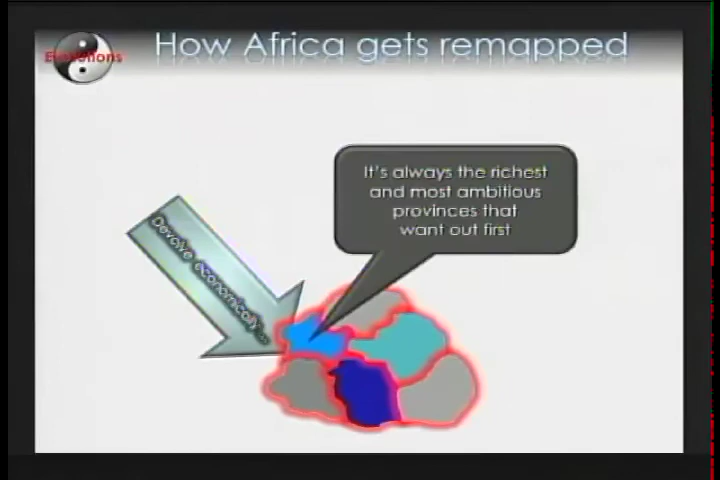 How Africa gets remapped
It's always the richest
and most ambitious
provinces that
want out first
Devolve economically...